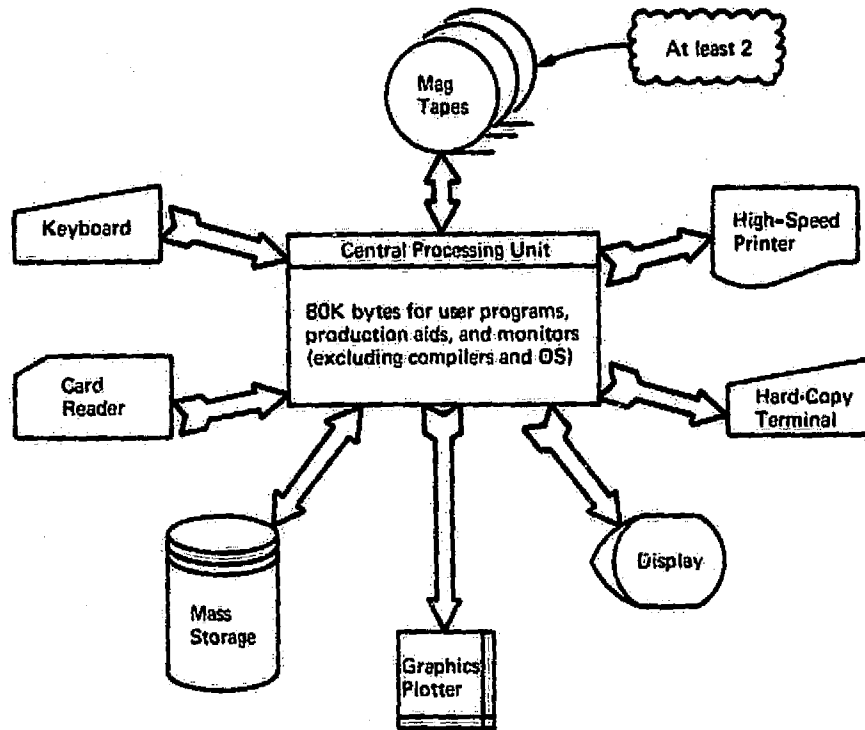 At least 2
Mag
Tapes
Keyboard
High-Speed
Printer
Central Processing Unit
80K bytes for user programs,
production aids, and monitors
(excluding compilers and OS)
Card
Reader
Hard-Copy
Terminal
Mass
Storage
Display
Graphics
Plotter